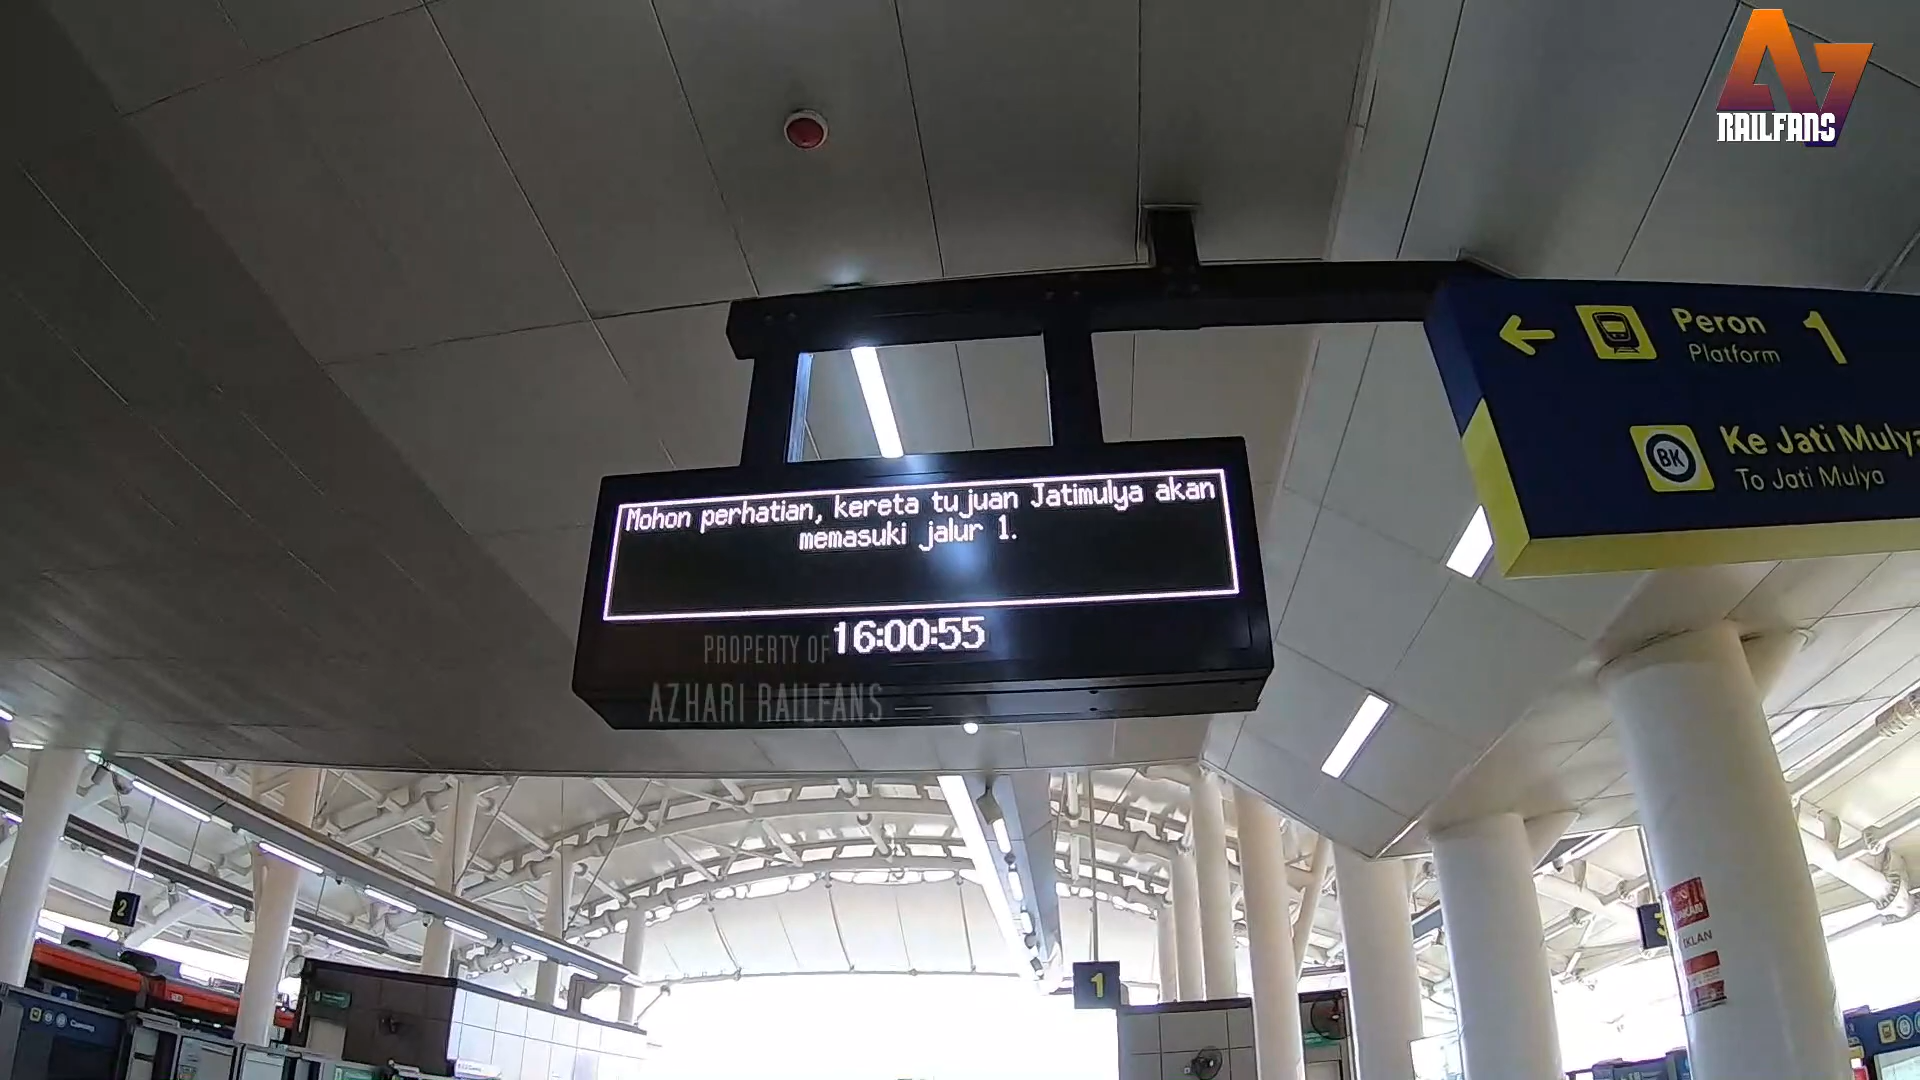 RAILFANS
Peron 1
Platform
BK Ke Jati Mulya
To Jati Mulya
Mohon perhatian, kereta tujuan Jatimulya akan
memasuki jalur 1.
16:00:55
PROPERTY OF
AZHARI RAILFANS
2
1
3
IKLAN